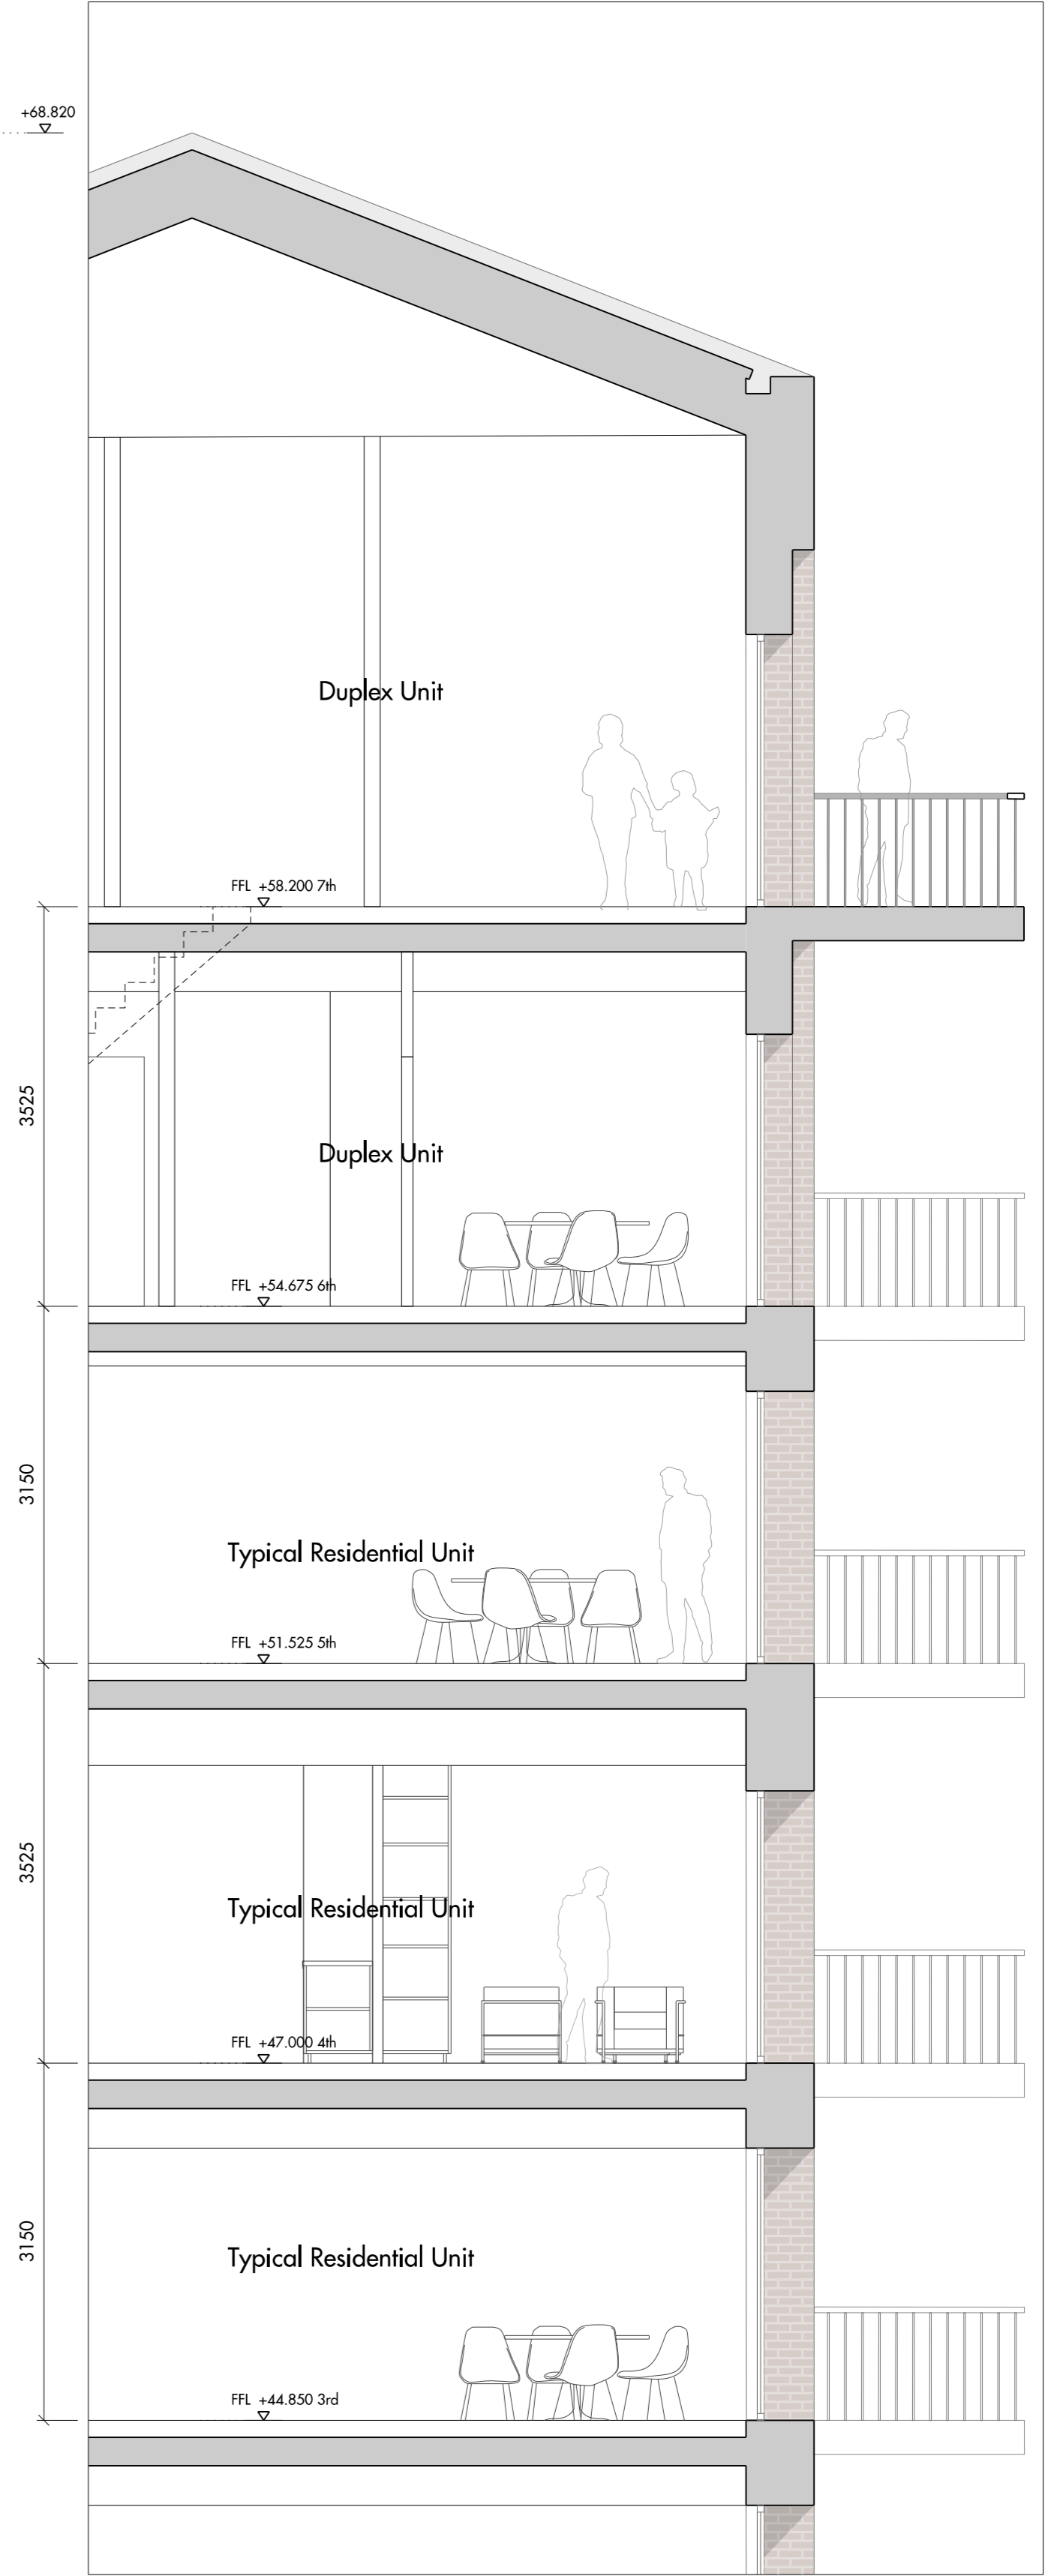 +68.820
Duplex Unit
FFL +58.200 7th
3525
Duplex Unit
FFL +54.675 6th
3150
Typical Residential Unit
FFL +51.525 5th
3525
Typical Residential Unit
FFL +47.000 4th
3150
Typical Residential Unit
FFL +44.850 3rd